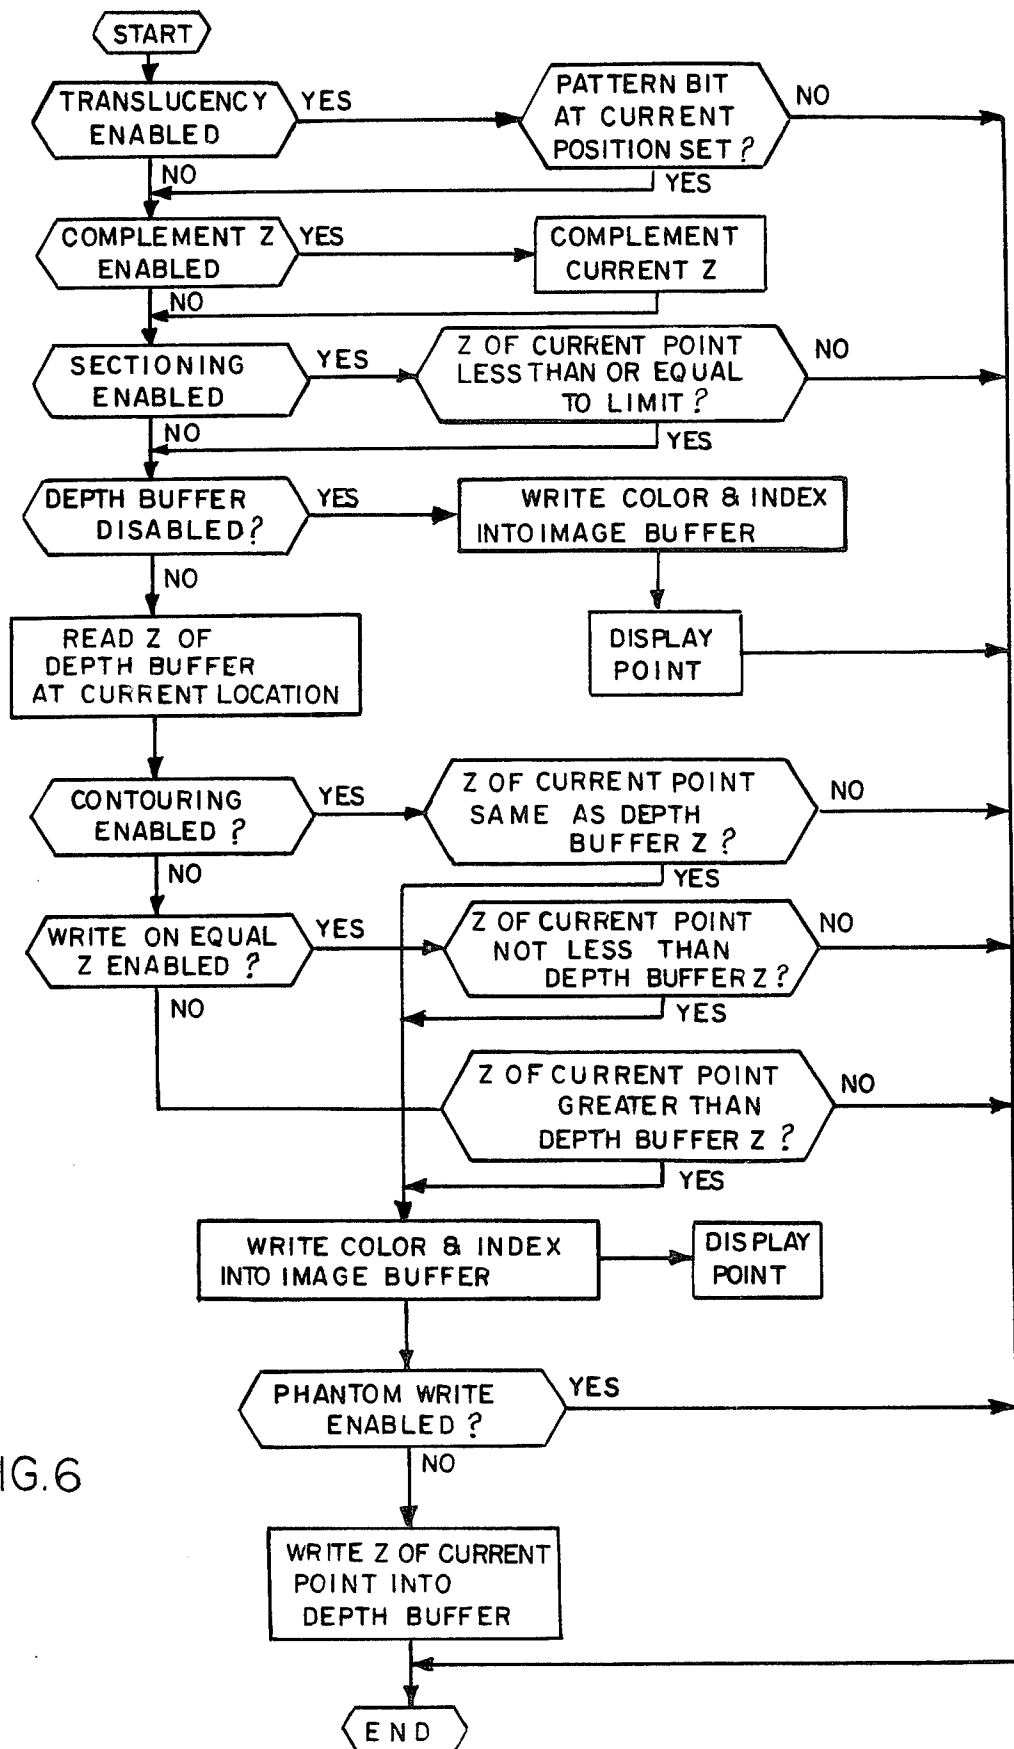 START
TRANSLUCENCY
ENABLED
YES
PATTERN BIT
AT CURRENT
POSITION SET?
NO
NO
YES
COMPLEMENT Z
ENABLED
YES
COMPLEMENT
CURRENT Z
NO
SECTIONING
ENABLED
YES
Z OF CURRENT POINT
LESS THAN OR EQUAL
TO LIMIT?
NO
NO
YES
DEPTH BUFFER
DISABLED?
YES
WRITE COLOR & INDEX
INTO IMAGE BUFFER
NO
READ Z OF
DEPTH BUFFER
AT CURRENT LOCATION
DISPLAY
POINT
CONTOURING
ENABLED?
YES
Z OF CURRENT POINT
SAME AS DEPTH
BUFFER Z?
NO
NO
YES
WRITE ON EQUAL
Z ENABLED?
YES
Z OF CURRENT POINT
NOT LESS THAN
DEPTH BUFFER Z?
NO
NO
YES
Z OF CURRENT POINT
GREATER THAN
DEPTH BUFFER Z?
NO
YES
WRITE COLOR & INDEX
INTO IMAGE BUFFER
DISPLAY
POINT
PHANTOM WRITE
ENABLED?
YES
NO
IG.6
WRITE Z OF CURRENT
POINT INTO
DEPTH BUFFER
END